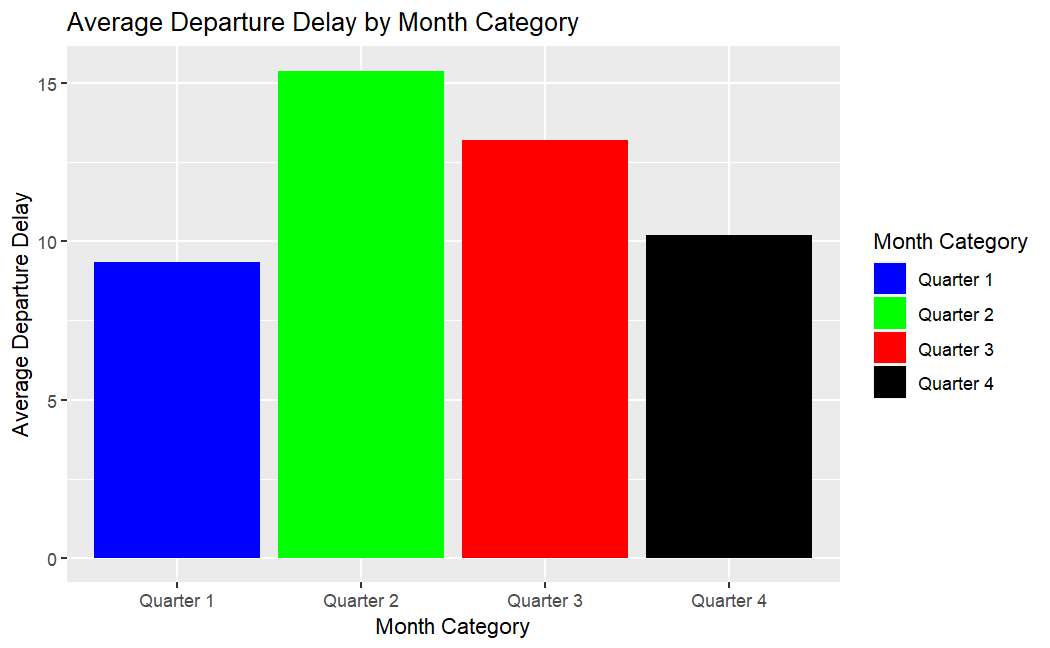 Average Departure Delay by Month Category
Average Departure Delay
15
10
5
0
Quarter 1 Quarter 2 Quarter 3 Quarter 4
Month Category
Month Category
Quarter 1
Quarter 2
Quarter 3
Quarter 4